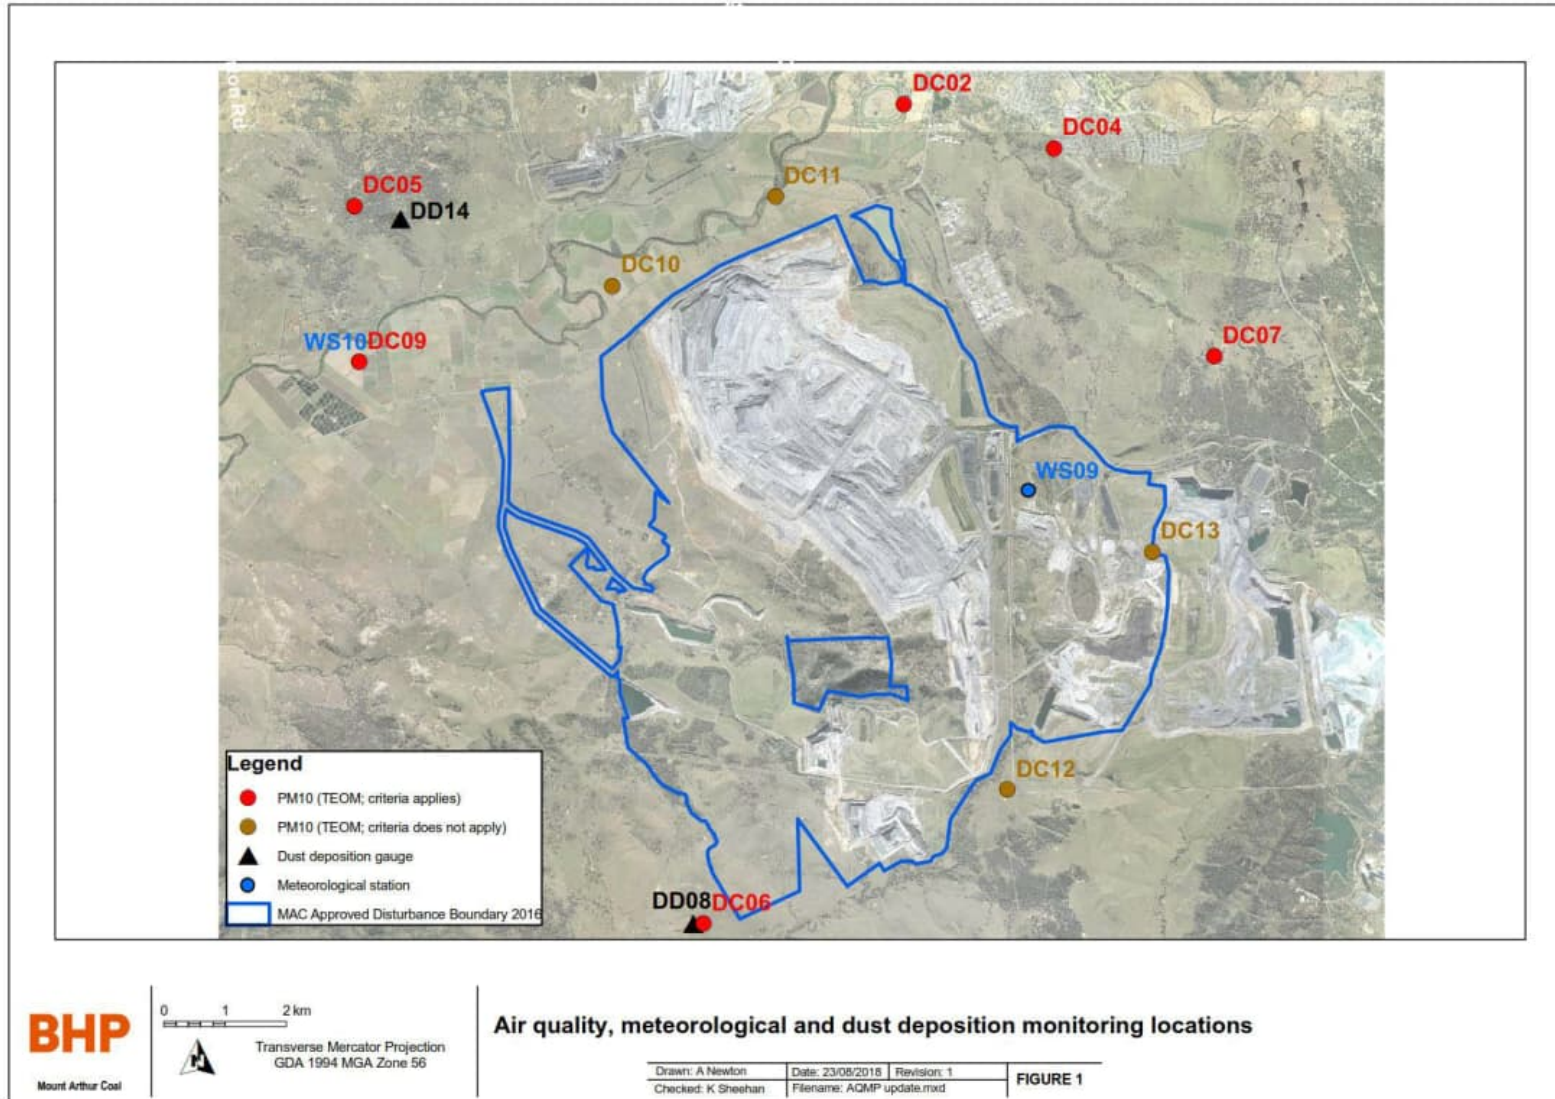 DC02
DC04
DC11
DC05
DD14
DC10
WS10DC09
DC07
WS09
DC13
DC12
DD08DC06
Legend
PM10 (TEOM; criteria applies)
PM10 (TEOM; criteria does not apply)
Dust deposition gauge
Meteorological station
MAC Approved Disturbance Boundary 2016
BHP
Mount Arthur Coal
0 1 2 km
N
Transverse Mercator Projection
GDA 1994 MGA Zone 56
Air quality, meteorological and dust deposition monitoring locations
Drawn: A Newton Date: 23/08/2018 Revision: 1
Checked: K Sheehan Filename: AQMP update.mxd
FIGURE 1